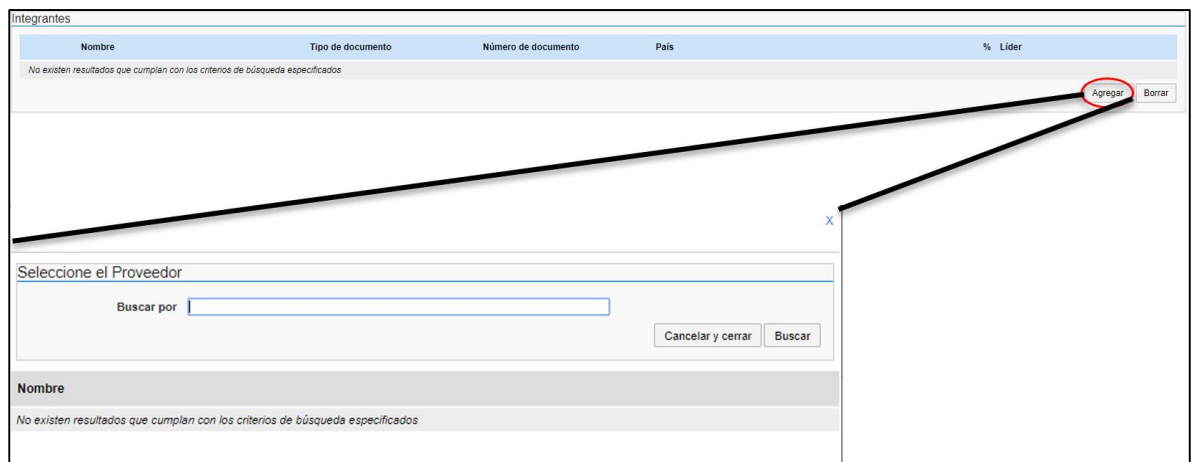 Integrantes
Nombre Tipo de documento Número de documento País % Líder
No existen resultados que cumplan con los criterios de búsqueda especificados
Agregar Borrar
X
Seleccione el Proveedor
Buscar por
Cancelar y cerrar Buscar
Nombre
No existen resultados que cumplan con los criterios de búsqueda especificados